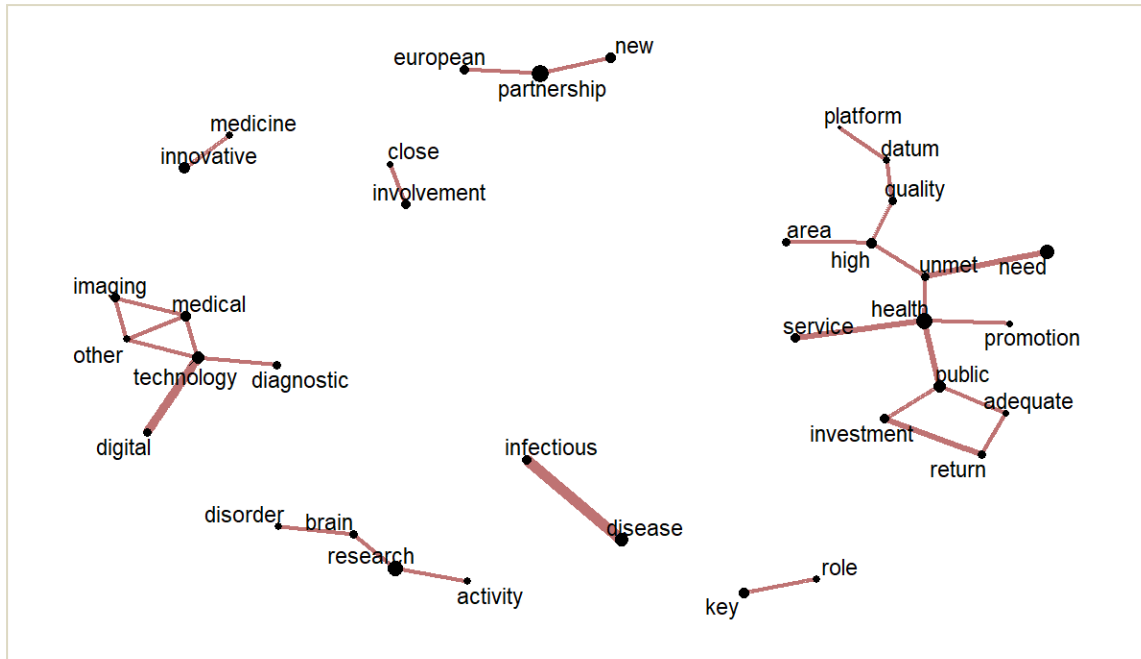 new
european
partnership
platform
medicine
innovative
close
datum
involvement
quality
area
high
unmet
need
imaging
medical
health
service
promotion
other
technology
diagnostic
public
adequate
digital
investment
infectious
return
disorder
brain
disease
research
role
activity
key